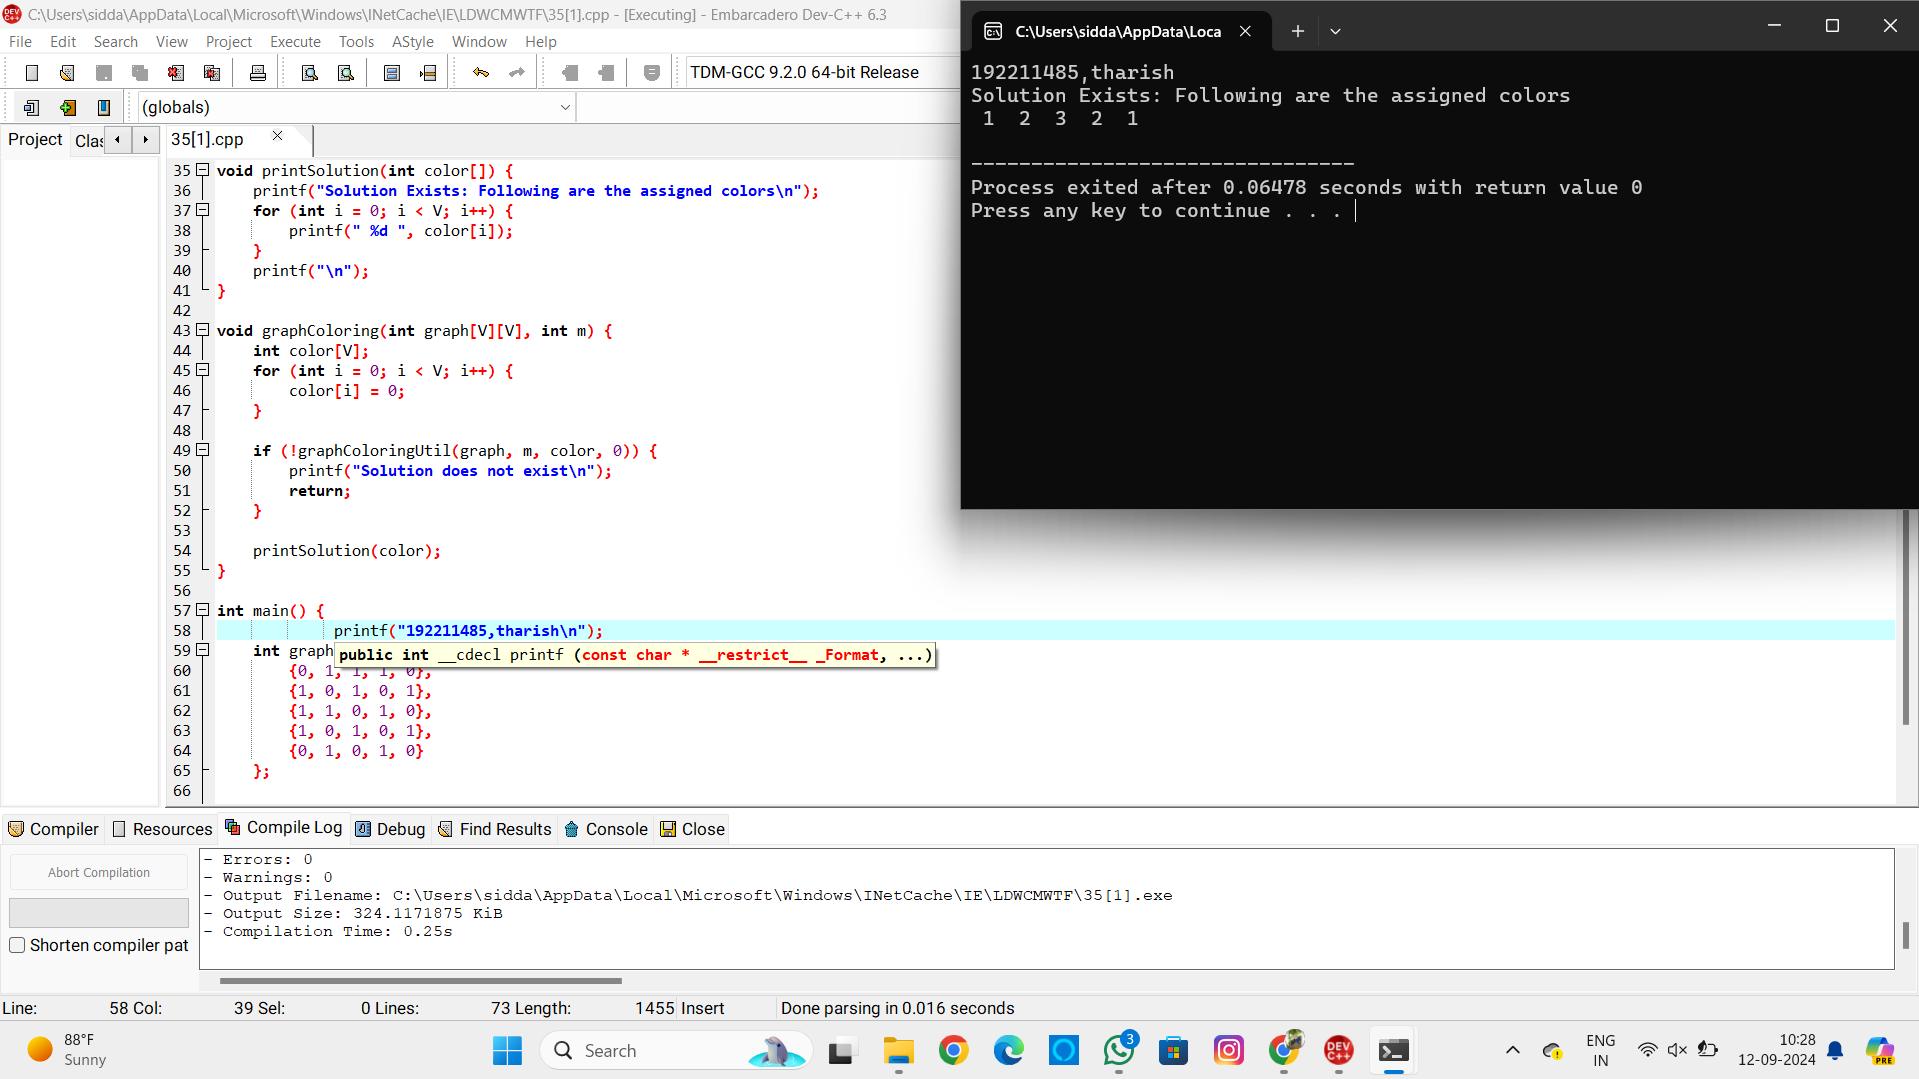 C:\Users\sidda\AppData\Local\Microsoft\Windows\INetCache\IE\LDWCMWTF\35[1].cpp - [Executing] - Embarcadero Dev-C++ 6.3
File Edit Search View Project Execute Tools AStyle Window Help
TDM-GCC 9.2.0 64-bit Release
(globals)
Project Clas
35[1].cpp
35 void printSolution(int color[]) {
36 printf("Solution Exists: Following are the assigned colors\n");
37 for (int i = 0; i < V; i++) {
38 printf(" %d ", color[i]);
39 }
40 printf("\n");
41 }
42
43 void graphColoring(int graph[V][V], int m) {
44 int color[V];
45 for (int i = 0; i < V; i++) {
46 color[i] = 0;
47 }
48
49 if (!graphColoringUtil(graph, m, color, 0)) {
50 printf("Solution does not exist\n");
51 return;
52 }
53
54 printSolution(color);
55 }
56
57 int main() {
58 printf("192211485,tharish\n");
59 int graph
public int __cdecl printf (const char * __restrict__ _Format, ...)
60 {0, 1, 1, 1, 0},
61 {1, 0, 1, 0, 1},
62 {1, 1, 0, 1, 0},
63 {1, 0, 1, 0, 1},
64 {0, 1, 0, 1, 0}
65 };
66
C:\Users\sidda\AppData\Loca
192211485,tharish
Solution Exists: Following are the assigned colors
1 2 3 2 1
--------------------------------
Process exited after 0.06478 seconds with return value 0
Press any key to continue . . .
Compiler Resources Compile Log Debug Find Results Console Close
Abort Compilation
Shorten compiler pat
- Errors: 0
- Warnings: 0
- Output Filename: C:\Users\sidda\AppData\Local\Microsoft\Windows\INetCache\IE\LDWCMWTF\35[1].exe
- Output Size: 324.1171875 KiB
- Compilation Time: 0.25s
Line: 58 Col: 39 Sel: 0 Lines: 73 Length: 1455 Insert Done parsing in 0.016 seconds
88°F
Sunny
Search
3
DEV C++
PRE
ENG
IN
10:28
12-09-2024